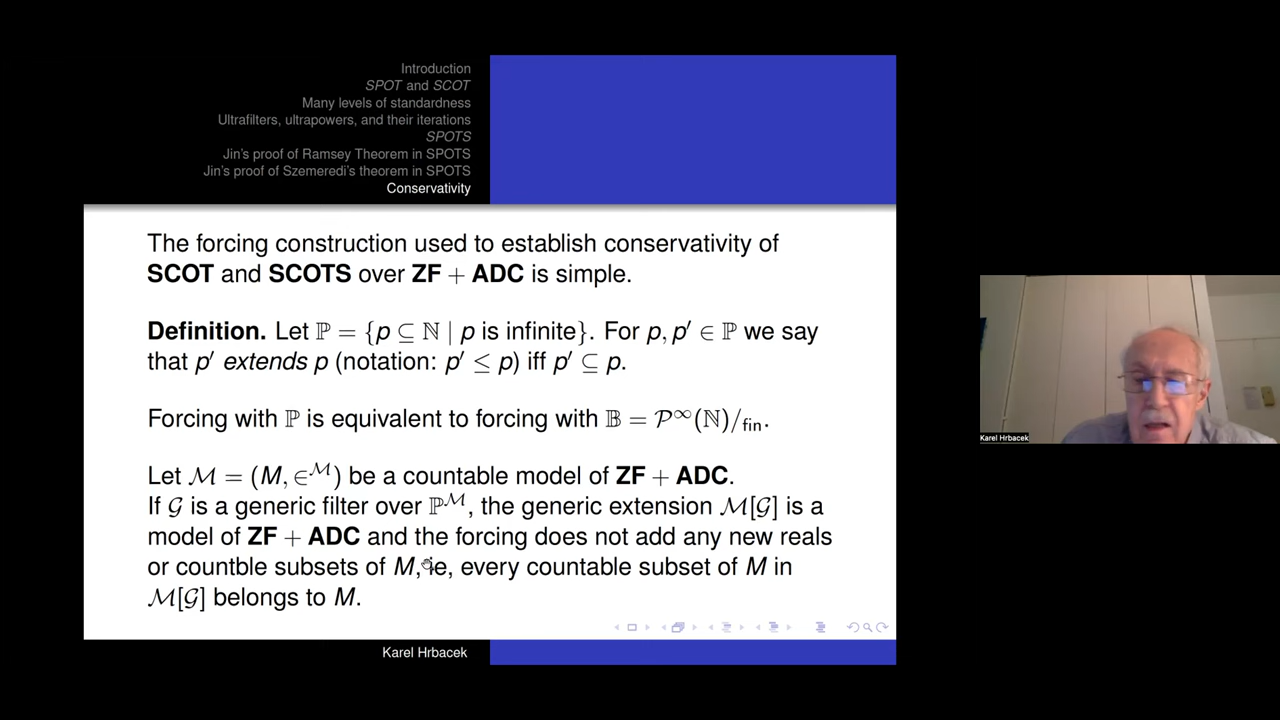 Introduction
SPOT and SCOT
Many levels of standardness
Ultrafilters, ultrapowers, and their iterations
SPOTS
Jin's proof of Ramsey Theorem in SPOTS
Jin's proof of Szemeredi's theorem in SPOTS
Conservativity
The forcing construction used to establish conservativity of
SCOT and SCOTS over ZF + ADC is simple.
Definition. Let ℙ = {p ⊆ ℕ | p is infinite}. For p, p′ ∈ ℙ we say
that p′ extends p (notation: p′ ≤ p) iff p′ ⊆ p.
Forcing with ℙ is equivalent to forcing with 𝔹 = 𝒫^∞(ℕ)/fin.
Let ℳ = (M, ∈^ℳ) be a countable model of ZF + ADC.
If 𝒢 is a generic filter over ℙ^ℳ, the generic extension ℳ[𝒢] is a
model of ZF + ADC and the forcing does not add any new reals
or countble subsets of M, ie, every countable subset of M in
ℳ[𝒢] belongs to M.
Karel Hrbacek
Karel Hrbacek